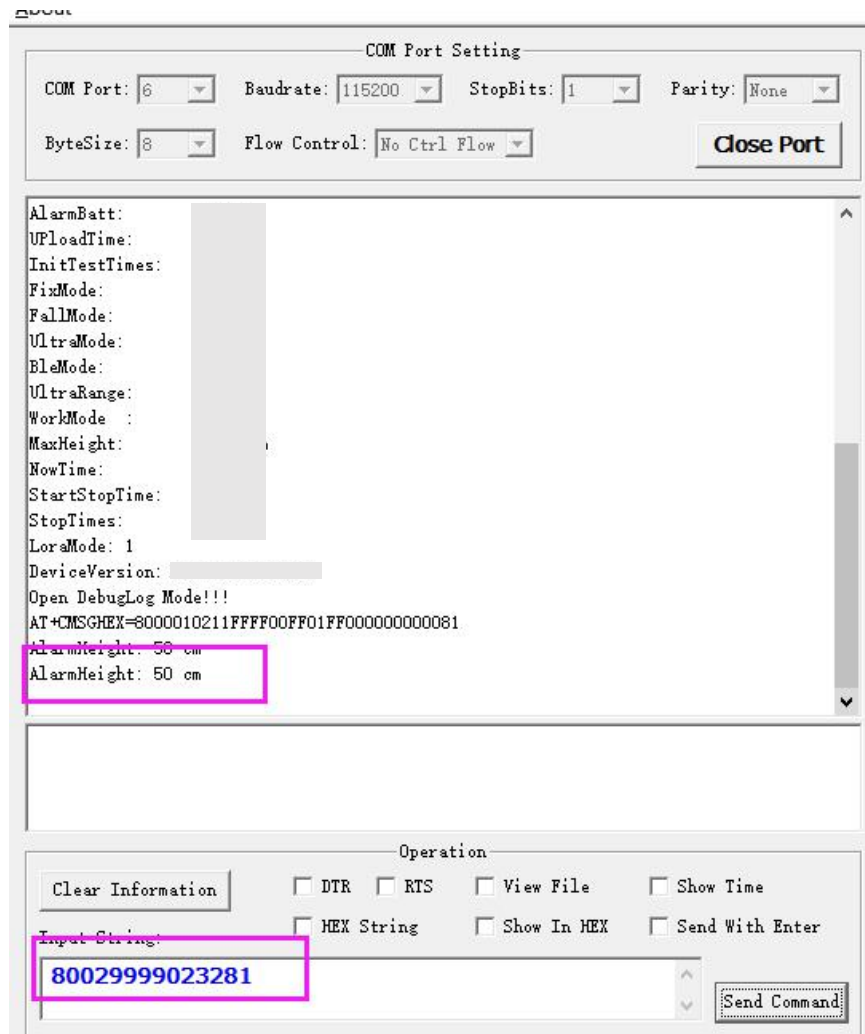 About
COM Port Setting
COM Port: 6 Baudrate: 115200 StopBits: 1 Parity: None
ByteSize: 8 Flow Control: No Ctrl Flow Close Port
AlarmBatt:
UPloadTime:
InitTestTimes:
FixMode:
FallMode:
UltraMode:
BleMode:
UltraRange:
WorkMode :
MaxHeight:
NowTime:
StartStopTime:
StopTimes:
LoraMode: 1
DeviceVersion:
Open DebugLog Mode!!!
AT+CMSGHEX=8000010211FFFF00FF01FF000000000081
AlarmHeight: 50 cm
AlarmHeight: 50 cm
Operation
Clear Information DTR RTS View File Show Time
Input String: HEX String Show In HEX Send With Enter
80029999023281
Send Command